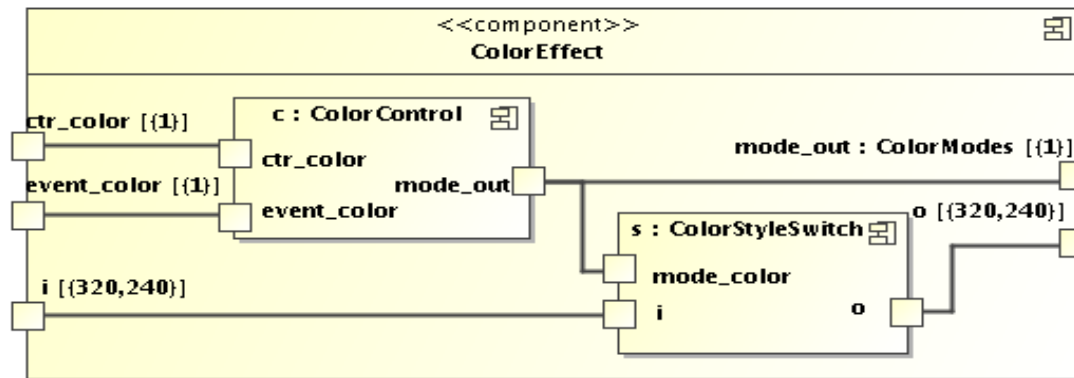 <<component>>
ColorEffect
ctr_color [{1}]
c : ColorControl
ctr_color
mode_out
event_color [{1}]
event_color
mode_out : ColorModes [{1}]
o [{320,240}]
s : ColorStyleSwitch
mode_color
i [{320,240}]
i
o